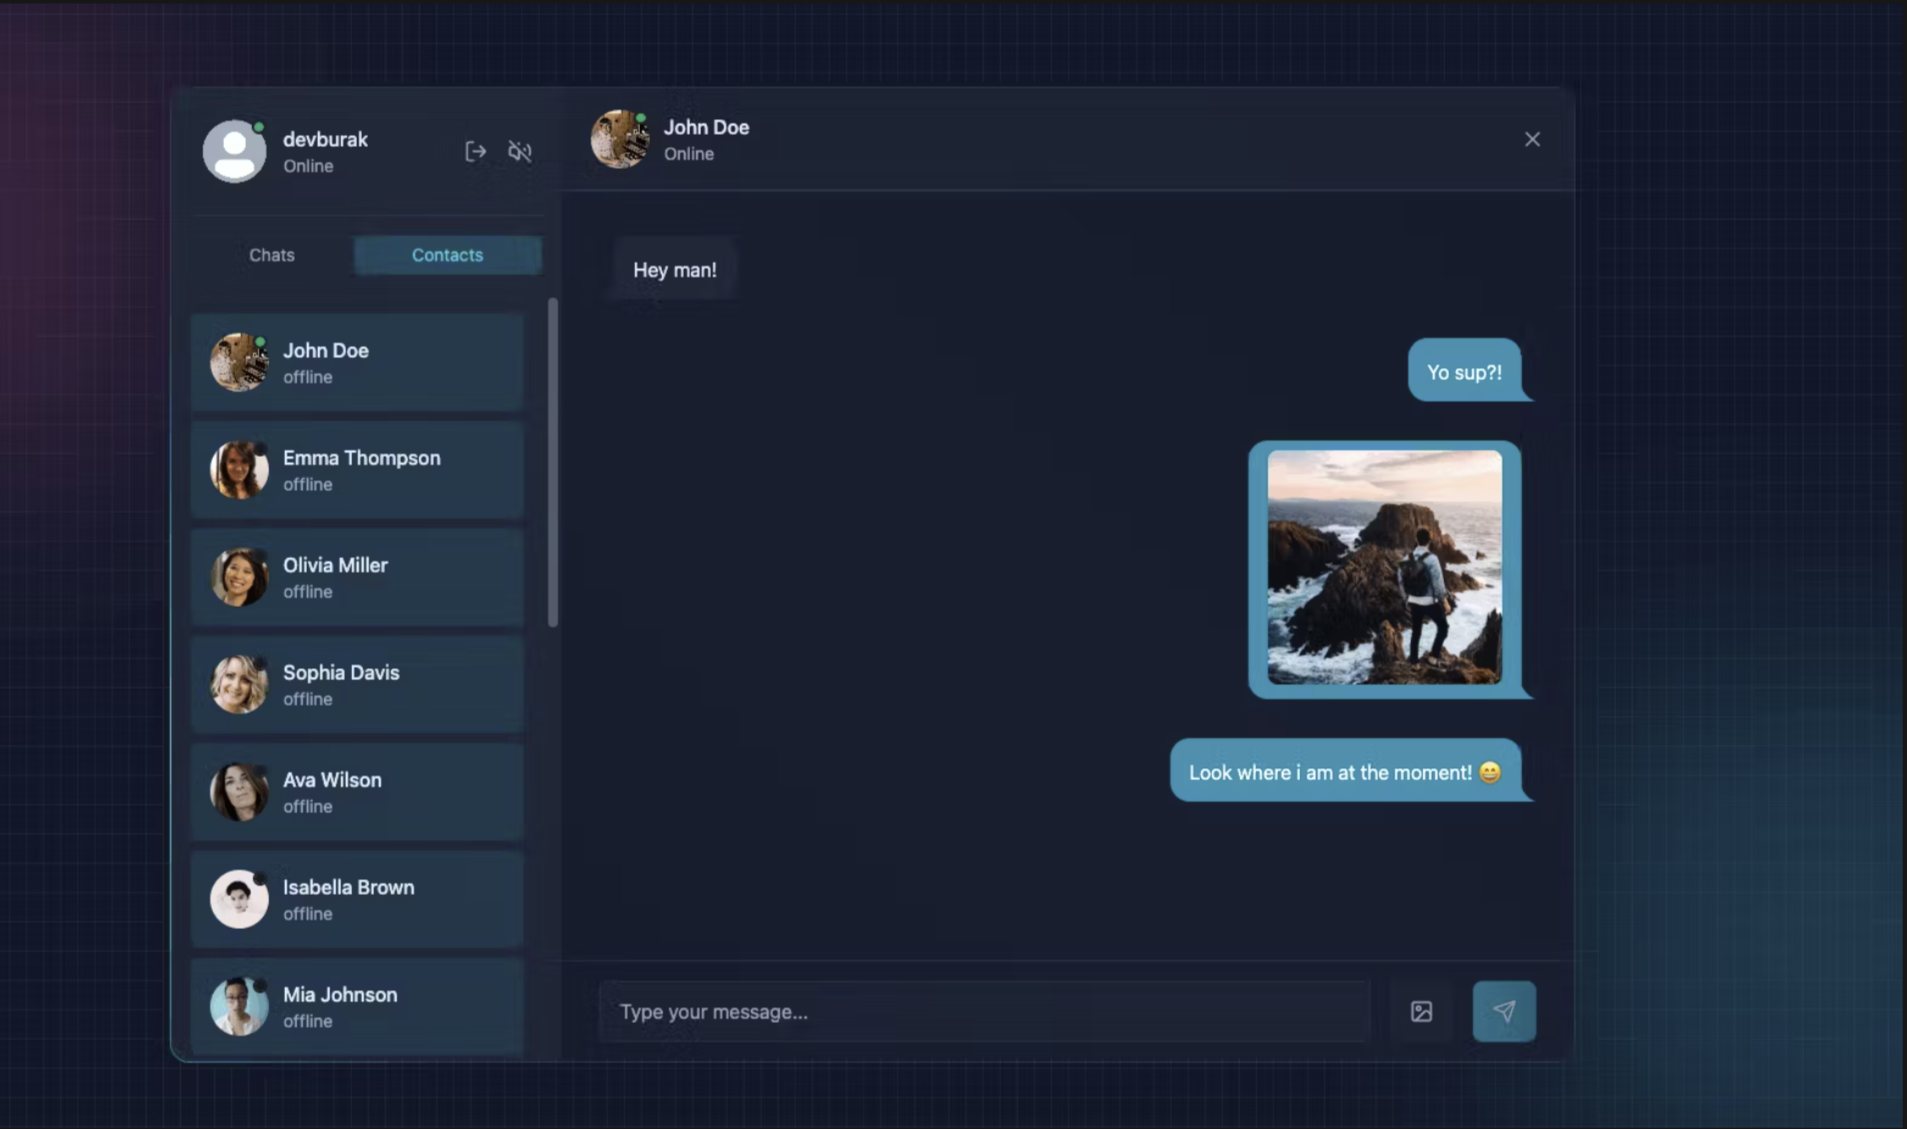 devburak
Online
Chats
Contacts
John Doe
offline
Emma Thompson
offline
Olivia Miller
offline
Sophia Davis
offline
Ava Wilson
offline
Isabella Brown
offline
Mia Johnson
offline
John Doe
Online
Hey man!
Yo sup?!
Look where i am at the moment! 😄
Type your message...